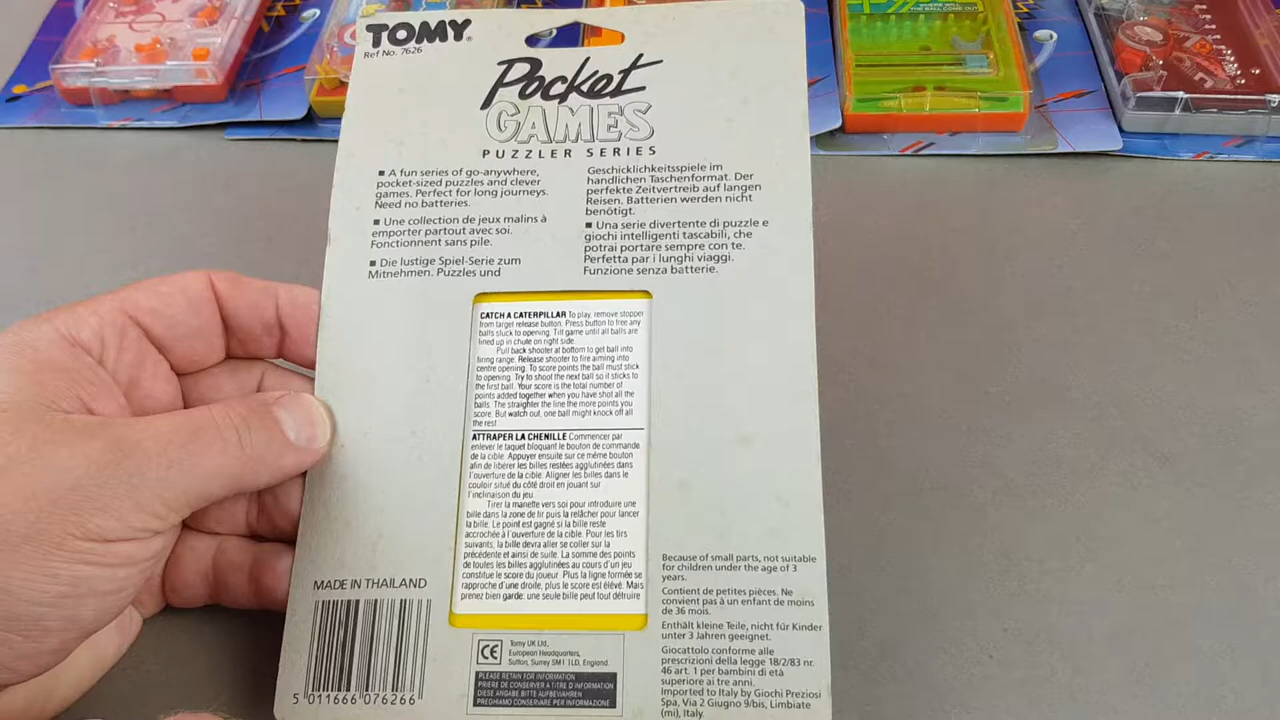 TOMY®
Ref No. 7626
Pocket
GAMES
PUZZLER SERIES
■ A fun series of go-anywhere,
pocket-sized puzzles and clever
games. Perfect for long journeys.
Need no batteries.
■ Une collection de jeux malins à
emporter partout avec soi.
Fonctionnent sans pile.
■ Die lustige Spiel-Serie zum
Mitnehmen. Puzzles und
Geschicklichkeitsspiele im
handlichen Taschenformat. Der
perfekte Zeitvertreib auf langen
Reisen. Batterien werden nicht
benötigt.
■ Una serie divertente di puzzle e
giochi intelligenti tascabili, che
potrai portare sempre con te.
Perfetta par i lunghi viaggi.
Funzione senza batterie.
CATCH A CATERPILLAR To play, remove stopper
from target release button. Press button to free any
balls stuck to opening. Tilt game until all balls are
lined up in chute on right side.
Pull back shooter at bottom to get ball into
firing range. Release shooter to fire aiming into
centre opening. To score points the ball must stick
to opening. Try to shoot the next ball so it sticks to
the first ball. Your score is the total number of
points added together when you have shot all the
balls. The straighter the line the more points you
score. But watch out, one ball might knock off all
the rest.
ATTRAPER LA CHENILLE Commencer par
enlever le taquet bloquant le bouton de commande
de la cible. Appuyer ensuite sur ce même bouton
afin de libérer les billes restées agglutinées dans
l'ouverture de la cible. Aligner les billes dans le
couloir situé du côté droit en jouant sur
l'inclinaison du jeu.
Tirer la manette vers soi pour introduire une
bille dans la zone de tir puis la relâcher pour lancer
la bille. Le point est gagné si la bille reste
accrochée à l'ouverture de la cible. Pour les tirs
suivants, la bille devra aller se coller sur la
précédente et ainsi de suite. La somme des points
de toutes les billes agglutinées au cours d'un jeu
constitue le score du joueur. Plus la ligne formée se
rapproche d'une droite, plus le score est élevé. Mais
prenez bien garde: une seule bille peut tout détruire
MADE IN THAILAND
5 011666 076266
CE
Tomy UK Ltd,
European Headquarters,
Sutton, Surrey SM1 1LD, England.
PLEASE RETAIN FOR INFORMATION
PRIERE DE CONSERVER A TITRE D'INFORMATION
DIESE ANGABE BITTE AUFBEWAHREN
PREGHIAMO CONSERVARE PER INFORMAZIONE
Because of small parts, not suitable
for children under the age of 3
years.
Contient de petites pièces. Ne
convient pas à un enfant de moins
de 36 mois.
Enthält kleine Teile, nicht für Kinder
unter 3 Jahren geeignet.
Giocattolo conforme alle
prescrizioni della legge 18/2/83 nr.
46 art. 1 per bambini di età
superiore ai tre anni.
Imported to Italy by Giochi Preziosi
Spa, Via 2 Giugno 9/bis, Limbiate
(mi), Italy.
WHERE WILL
THE BALL COME OUT?